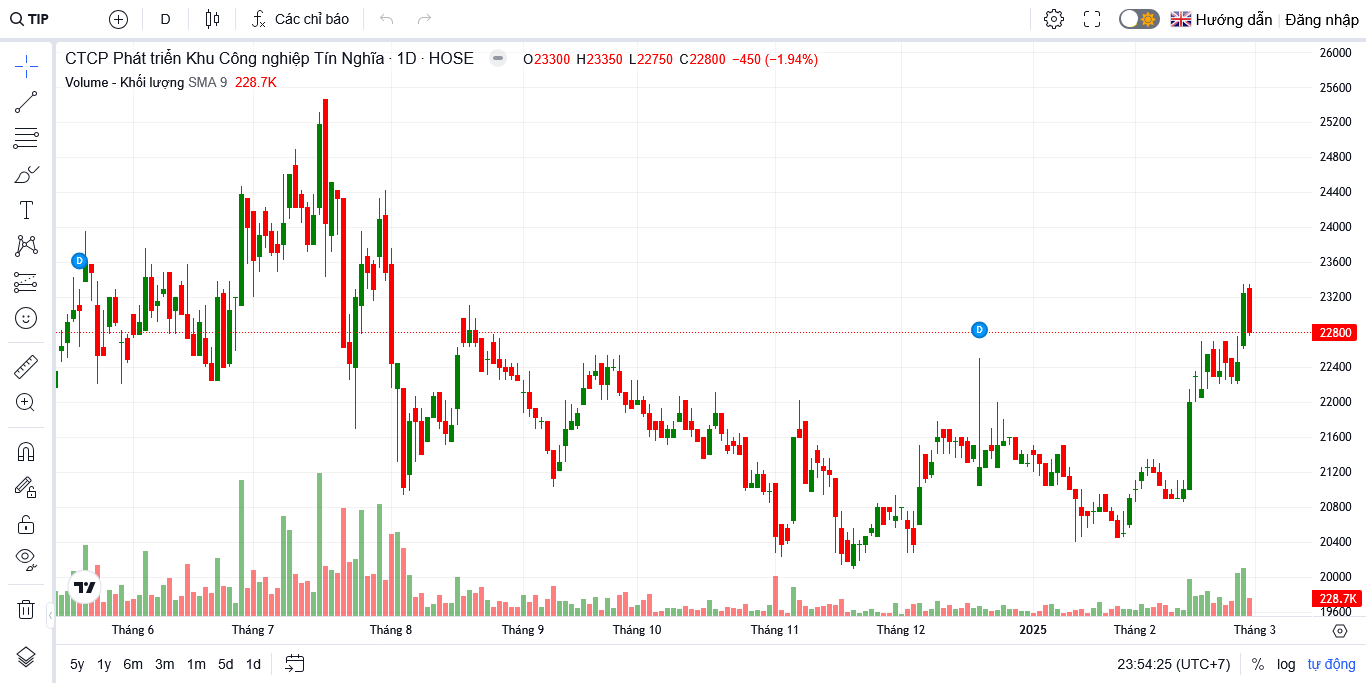 TIP D Các chỉ báo Hướng dẫn Đăng nhập
CTCP Phát triển Khu Công nghiệp Tín Nghĩa · 1D · HOSE O23300 H23350 L22750 C22800 −450 (−1.94%)
Volume - Khối lượng SMA 9 228.7K
26000
25600
25200
24800
24400
24000
23600
23200
22800
22400
22000
21600
21200
20800
20400
20000
228.7K
19600
D
D
Tháng 6 Tháng 7 Tháng 8 Tháng 9 Tháng 10 Tháng 11 Tháng 12 2025 Tháng 2 Tháng 3
5y 1y 6m 3m 1m 5d 1d 23:54:25 (UTC+7) % log tự động